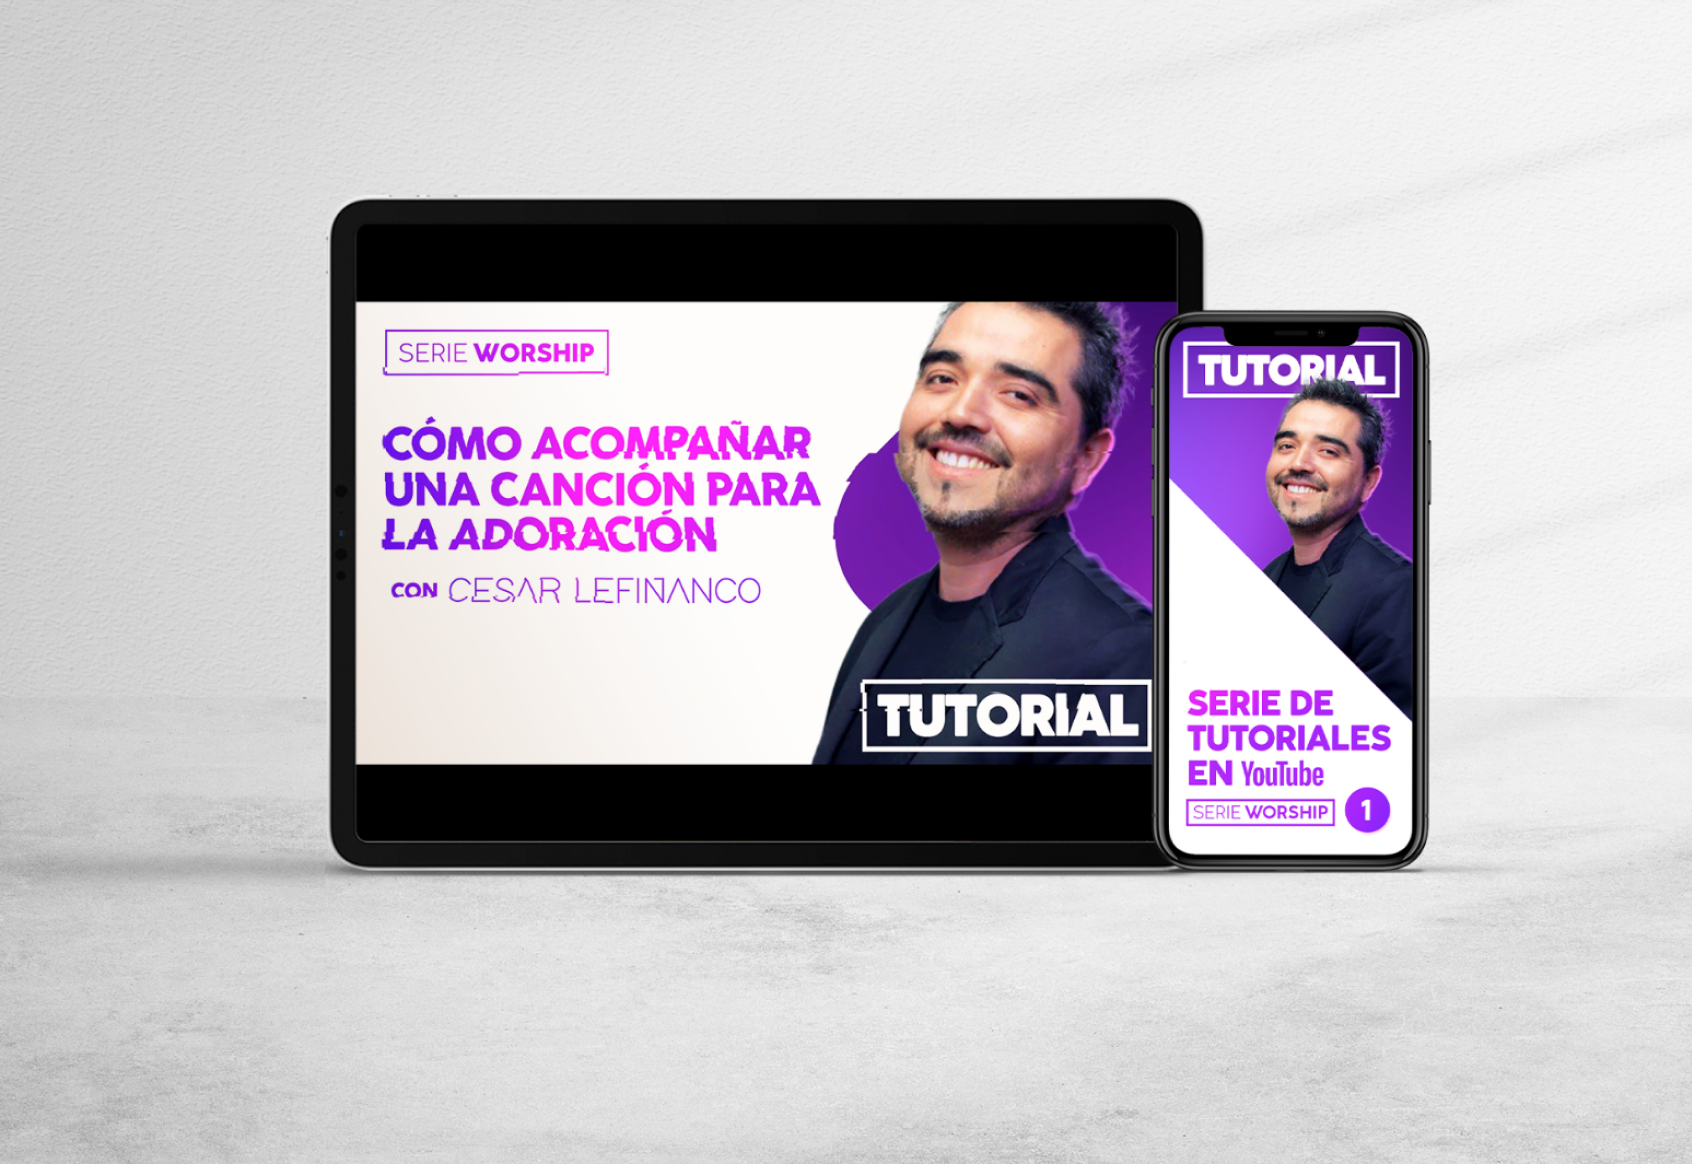 SERIE WORSHIP
CÓMO ACOMPAÑAR
UNA CANCIÓN PARA
LA ADORACIÓN
CON CESAR LEFINANCO
TUTORIAL
TUTORIAL
SERIE DE
TUTORIALES
EN YouTube
SERIE WORSHIP 1